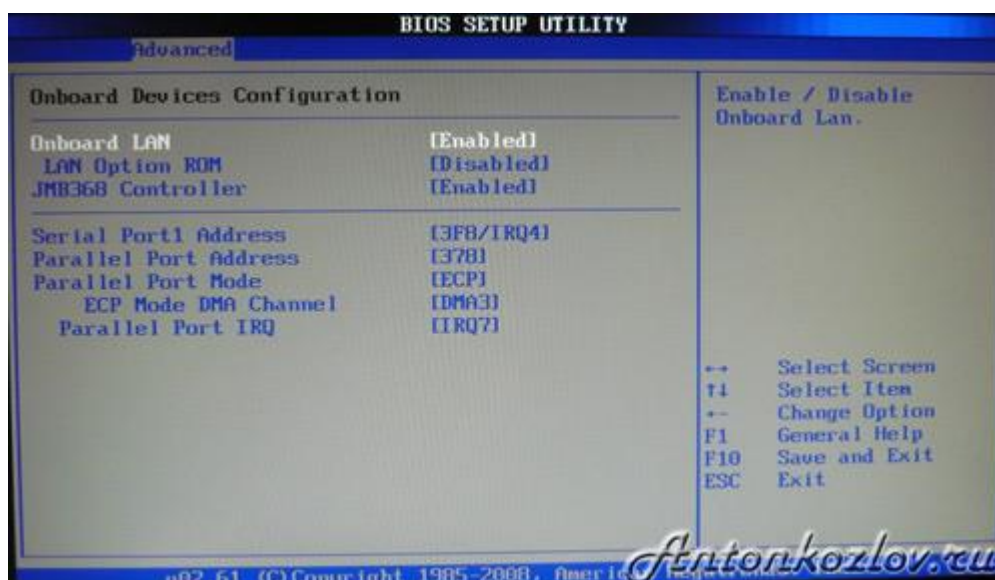 BIOS SETUP UTILITY
Advanced
Onboard Devices Configuration
Onboard LAN [Enabled]
LAN Option ROM [Disabled]
JMB368 Controller [Enabled]
Serial Port1 Address [3F8/IRQ4]
Parallel Port Address [378]
Parallel Port Mode [ECP]
ECP Mode DMA Channel [DMA3]
Parallel Port IRQ [IRQ7]
Enable / Disable
Onboard Lan.
←→ Select Screen
↑↓ Select Item
+- Change Option
F1 General Help
F10 Save and Exit
ESC Exit
v02.61 (C)Copyright 1985-2008, American
Antonkozlov.ru